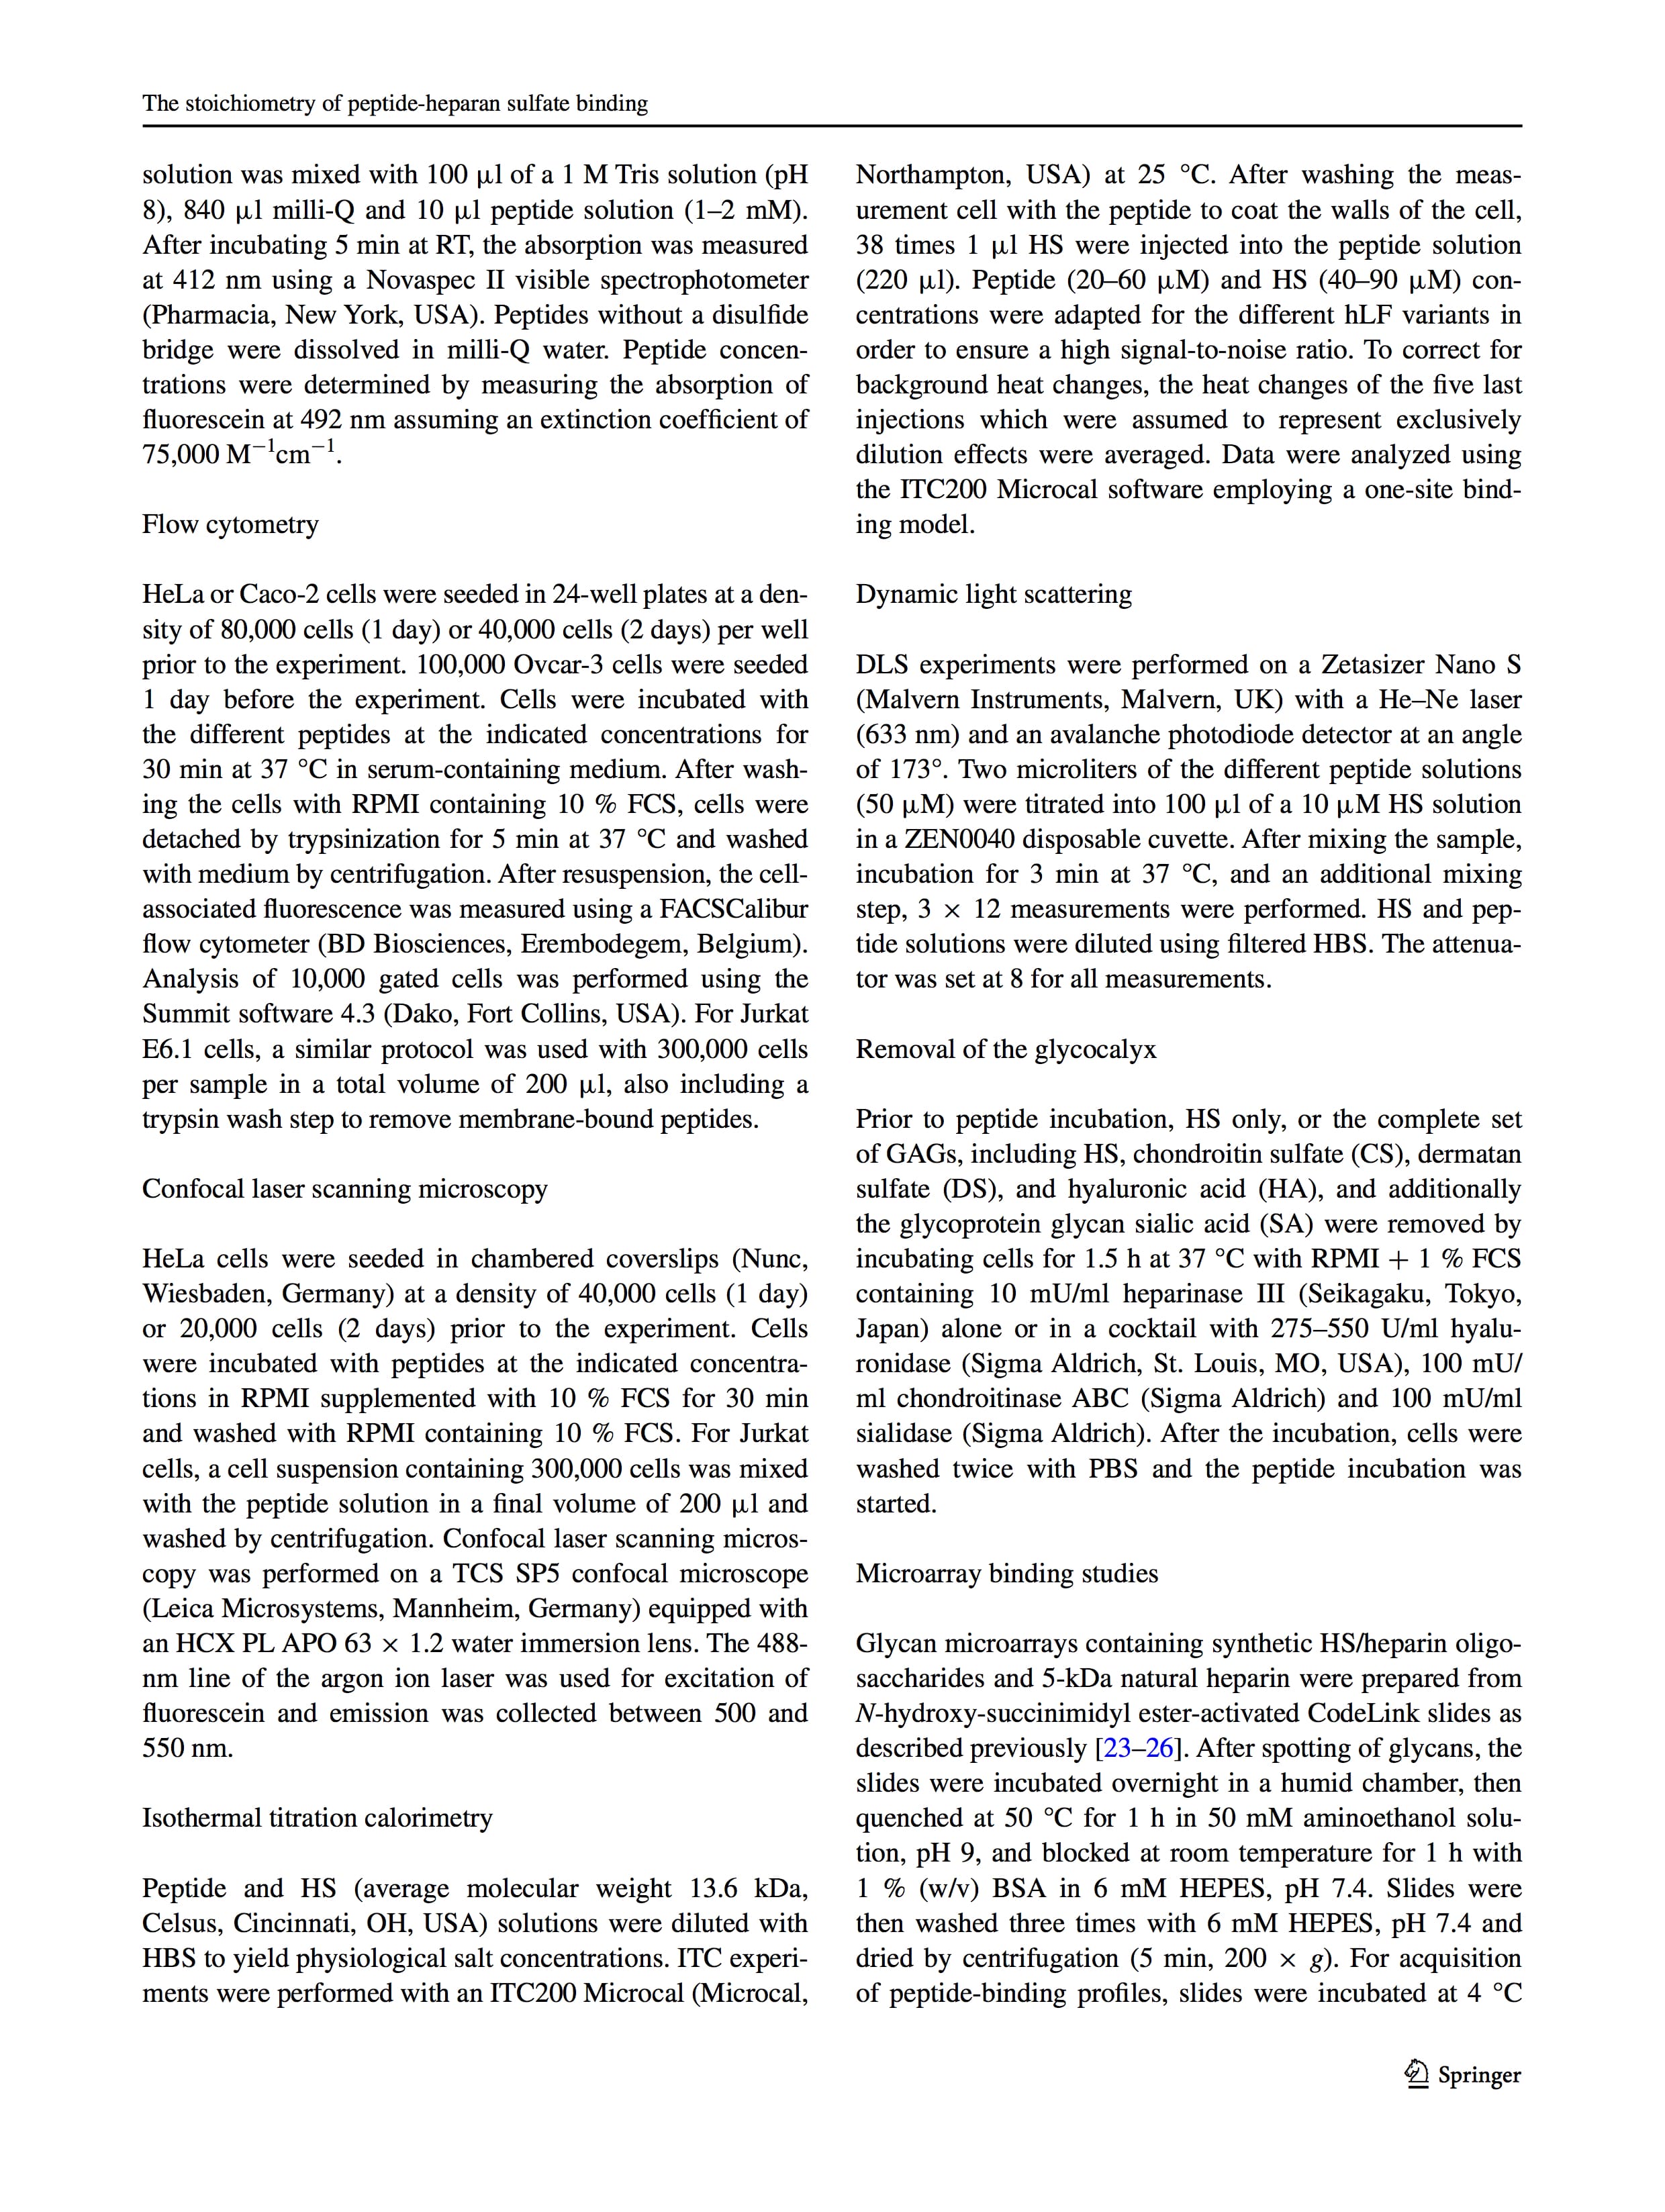 The stoichiometry of peptide-heparan sulfate binding
solution was mixed with 100 µl of a 1 M Tris solution (pH
8), 840 µl milli-Q and 10 µl peptide solution (1–2 mM).
After incubating 5 min at RT, the absorption was measured
at 412 nm using a Novaspec II visible spectrophotometer
(Pharmacia, New York, USA). Peptides without a disulfide
bridge were dissolved in milli-Q water. Peptide concen-
trations were determined by measuring the absorption of
fluorescein at 492 nm assuming an extinction coefficient of
75,000 M⁻¹cm⁻¹.
Flow cytometry
HeLa or Caco-2 cells were seeded in 24-well plates at a den-
sity of 80,000 cells (1 day) or 40,000 cells (2 days) per well
prior to the experiment. 100,000 Ovcar-3 cells were seeded
1 day before the experiment. Cells were incubated with
the different peptides at the indicated concentrations for
30 min at 37 °C in serum-containing medium. After wash-
ing the cells with RPMI containing 10 % FCS, cells were
detached by trypsinization for 5 min at 37 °C and washed
with medium by centrifugation. After resuspension, the cell-
associated fluorescence was measured using a FACSCalibur
flow cytometer (BD Biosciences, Erembodegem, Belgium).
Analysis of 10,000 gated cells was performed using the
Summit software 4.3 (Dako, Fort Collins, USA). For Jurkat
E6.1 cells, a similar protocol was used with 300,000 cells
per sample in a total volume of 200 µl, also including a
trypsin wash step to remove membrane-bound peptides.
Confocal laser scanning microscopy
HeLa cells were seeded in chambered coverslips (Nunc,
Wiesbaden, Germany) at a density of 40,000 cells (1 day)
or 20,000 cells (2 days) prior to the experiment. Cells
were incubated with peptides at the indicated concentra-
tions in RPMI supplemented with 10 % FCS for 30 min
and washed with RPMI containing 10 % FCS. For Jurkat
cells, a cell suspension containing 300,000 cells was mixed
with the peptide solution in a final volume of 200 µl and
washed by centrifugation. Confocal laser scanning micros-
copy was performed on a TCS SP5 confocal microscope
(Leica Microsystems, Mannheim, Germany) equipped with
an HCX PL APO 63 × 1.2 water immersion lens. The 488-
nm line of the argon ion laser was used for excitation of
fluorescein and emission was collected between 500 and
550 nm.
Isothermal titration calorimetry
Peptide and HS (average molecular weight 13.6 kDa,
Celsus, Cincinnati, OH, USA) solutions were diluted with
HBS to yield physiological salt concentrations. ITC experi-
ments were performed with an ITC200 Microcal (Microcal,
Northampton, USA) at 25 °C. After washing the meas-
urement cell with the peptide to coat the walls of the cell,
38 times 1 µl HS were injected into the peptide solution
(220 µl). Peptide (20–60 µM) and HS (40–90 µM) con-
centrations were adapted for the different hLF variants in
order to ensure a high signal-to-noise ratio. To correct for
background heat changes, the heat changes of the five last
injections which were assumed to represent exclusively
dilution effects were averaged. Data were analyzed using
the ITC200 Microcal software employing a one-site bind-
ing model.
Dynamic light scattering
DLS experiments were performed on a Zetasizer Nano S
(Malvern Instruments, Malvern, UK) with a He–Ne laser
(633 nm) and an avalanche photodiode detector at an angle
of 173°. Two microliters of the different peptide solutions
(50 µM) were titrated into 100 µl of a 10 µM HS solution
in a ZEN0040 disposable cuvette. After mixing the sample,
incubation for 3 min at 37 °C, and an additional mixing
step, 3 × 12 measurements were performed. HS and pep-
tide solutions were diluted using filtered HBS. The attenua-
tor was set at 8 for all measurements.
Removal of the glycocalyx
Prior to peptide incubation, HS only, or the complete set
of GAGs, including HS, chondroitin sulfate (CS), dermatan
sulfate (DS), and hyaluronic acid (HA), and additionally
the glycoprotein glycan sialic acid (SA) were removed by
incubating cells for 1.5 h at 37 °C with RPMI + 1 % FCS
containing 10 mU/ml heparinase III (Seikagaku, Tokyo,
Japan) alone or in a cocktail with 275–550 U/ml hyalu-
ronidase (Sigma Aldrich, St. Louis, MO, USA), 100 mU/
ml chondroitinase ABC (Sigma Aldrich) and 100 mU/ml
sialidase (Sigma Aldrich). After the incubation, cells were
washed twice with PBS and the peptide incubation was
started.
Microarray binding studies
Glycan microarrays containing synthetic HS/heparin oligo-
saccharides and 5-kDa natural heparin were prepared from
N-hydroxy-succinimidyl ester-activated CodeLink slides as
described previously [23–26]. After spotting of glycans, the
slides were incubated overnight in a humid chamber, then
quenched at 50 °C for 1 h in 50 mM aminoethanol solu-
tion, pH 9, and blocked at room temperature for 1 h with
1 % (w/v) BSA in 6 mM HEPES, pH 7.4. Slides were
then washed three times with 6 mM HEPES, pH 7.4 and
dried by centrifugation (5 min, 200 × g). For acquisition
of peptide-binding profiles, slides were incubated at 4 °C
Springer